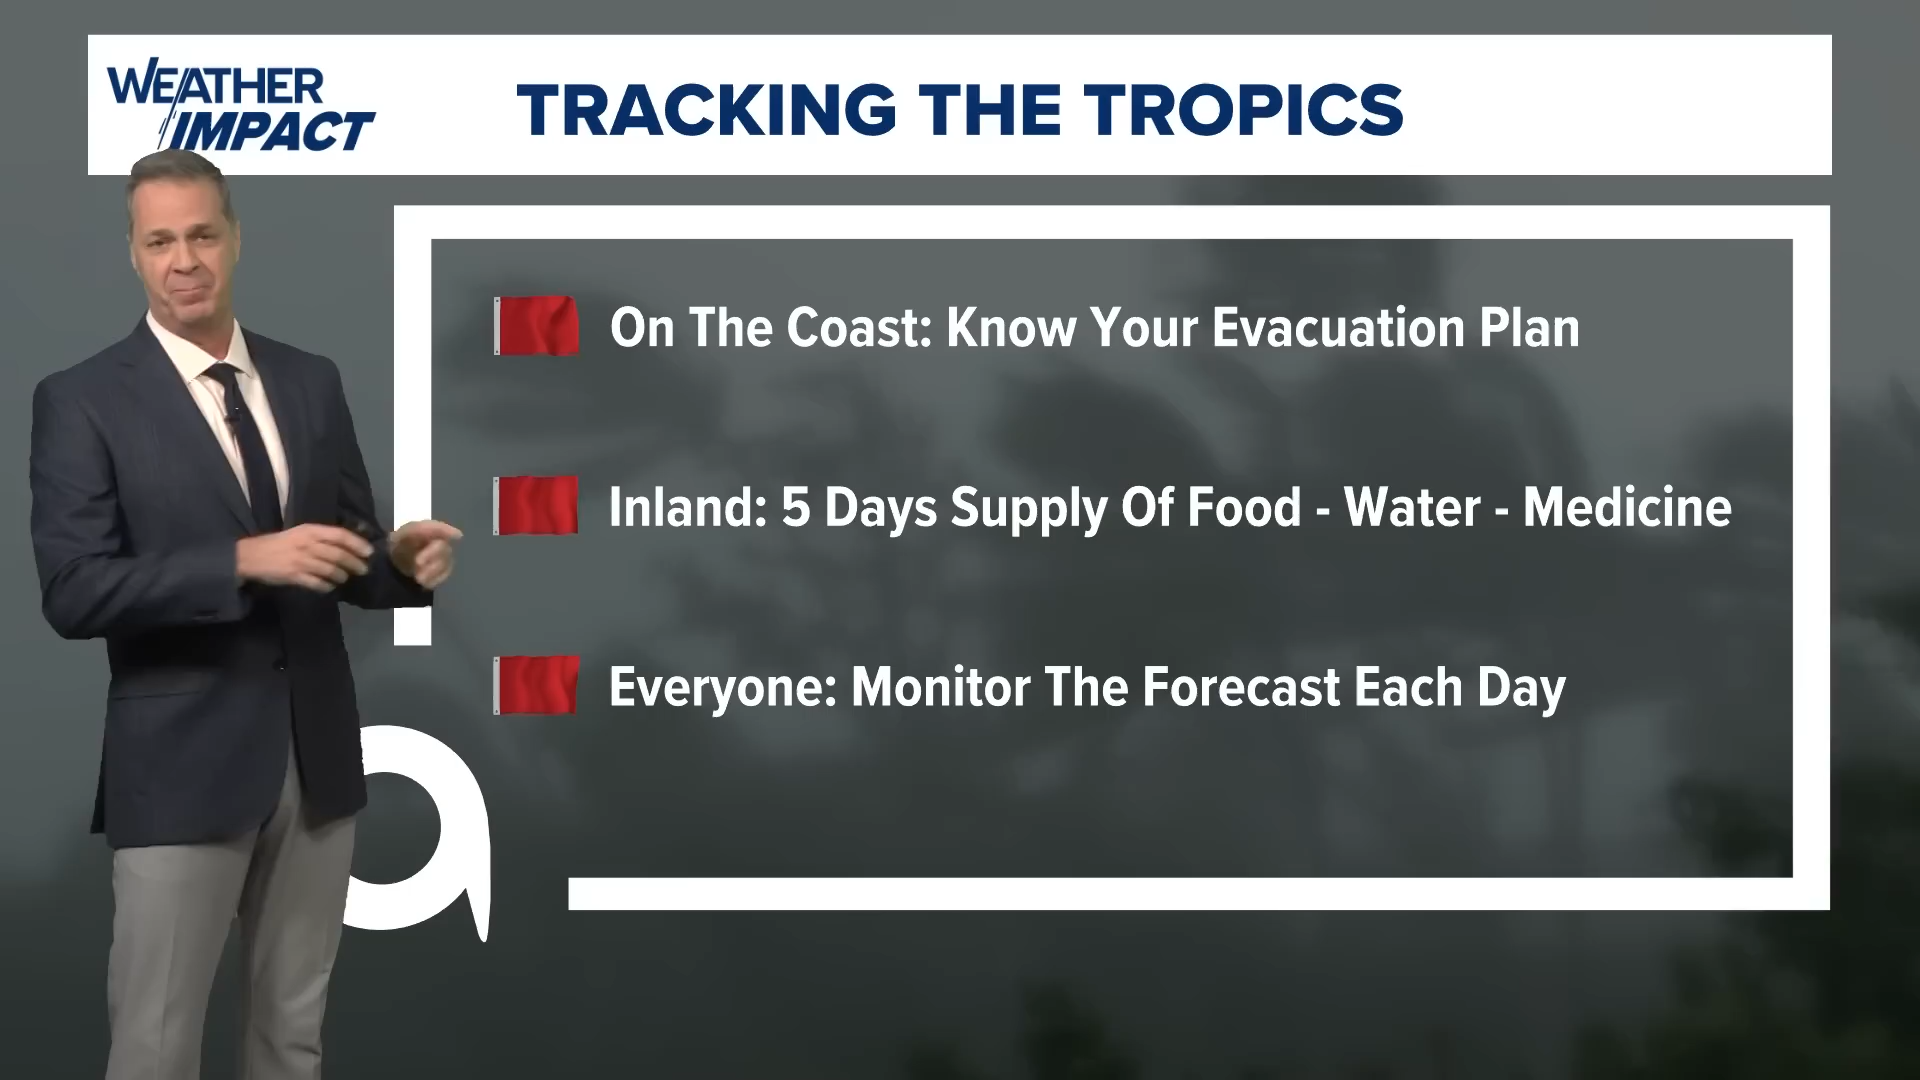 WEATHER
IMPACT
TRACKING THE TROPICS
On The Coast: Know Your Evacuation Plan
Inland: 5 Days Supply Of Food - Water - Medicine
Everyone: Monitor The Forecast Each Day